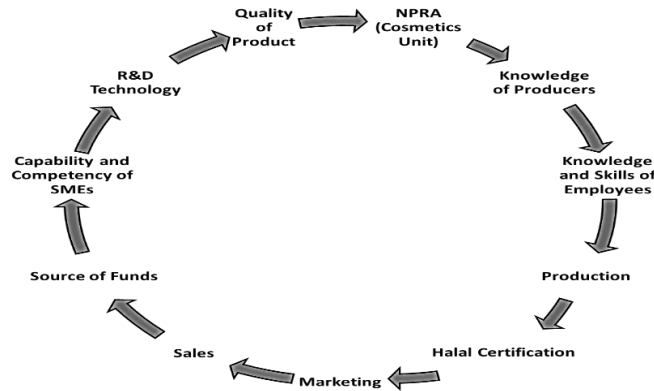 Quality
of
Product
NPRA
(Cosmetics
Unit)
Knowledge
of Producers
Knowledge
and Skills of
Employees
Production
Halal Certification
Marketing
Sales
Source of Funds
Capability and
Competency of
SMEs
R&D
Technology